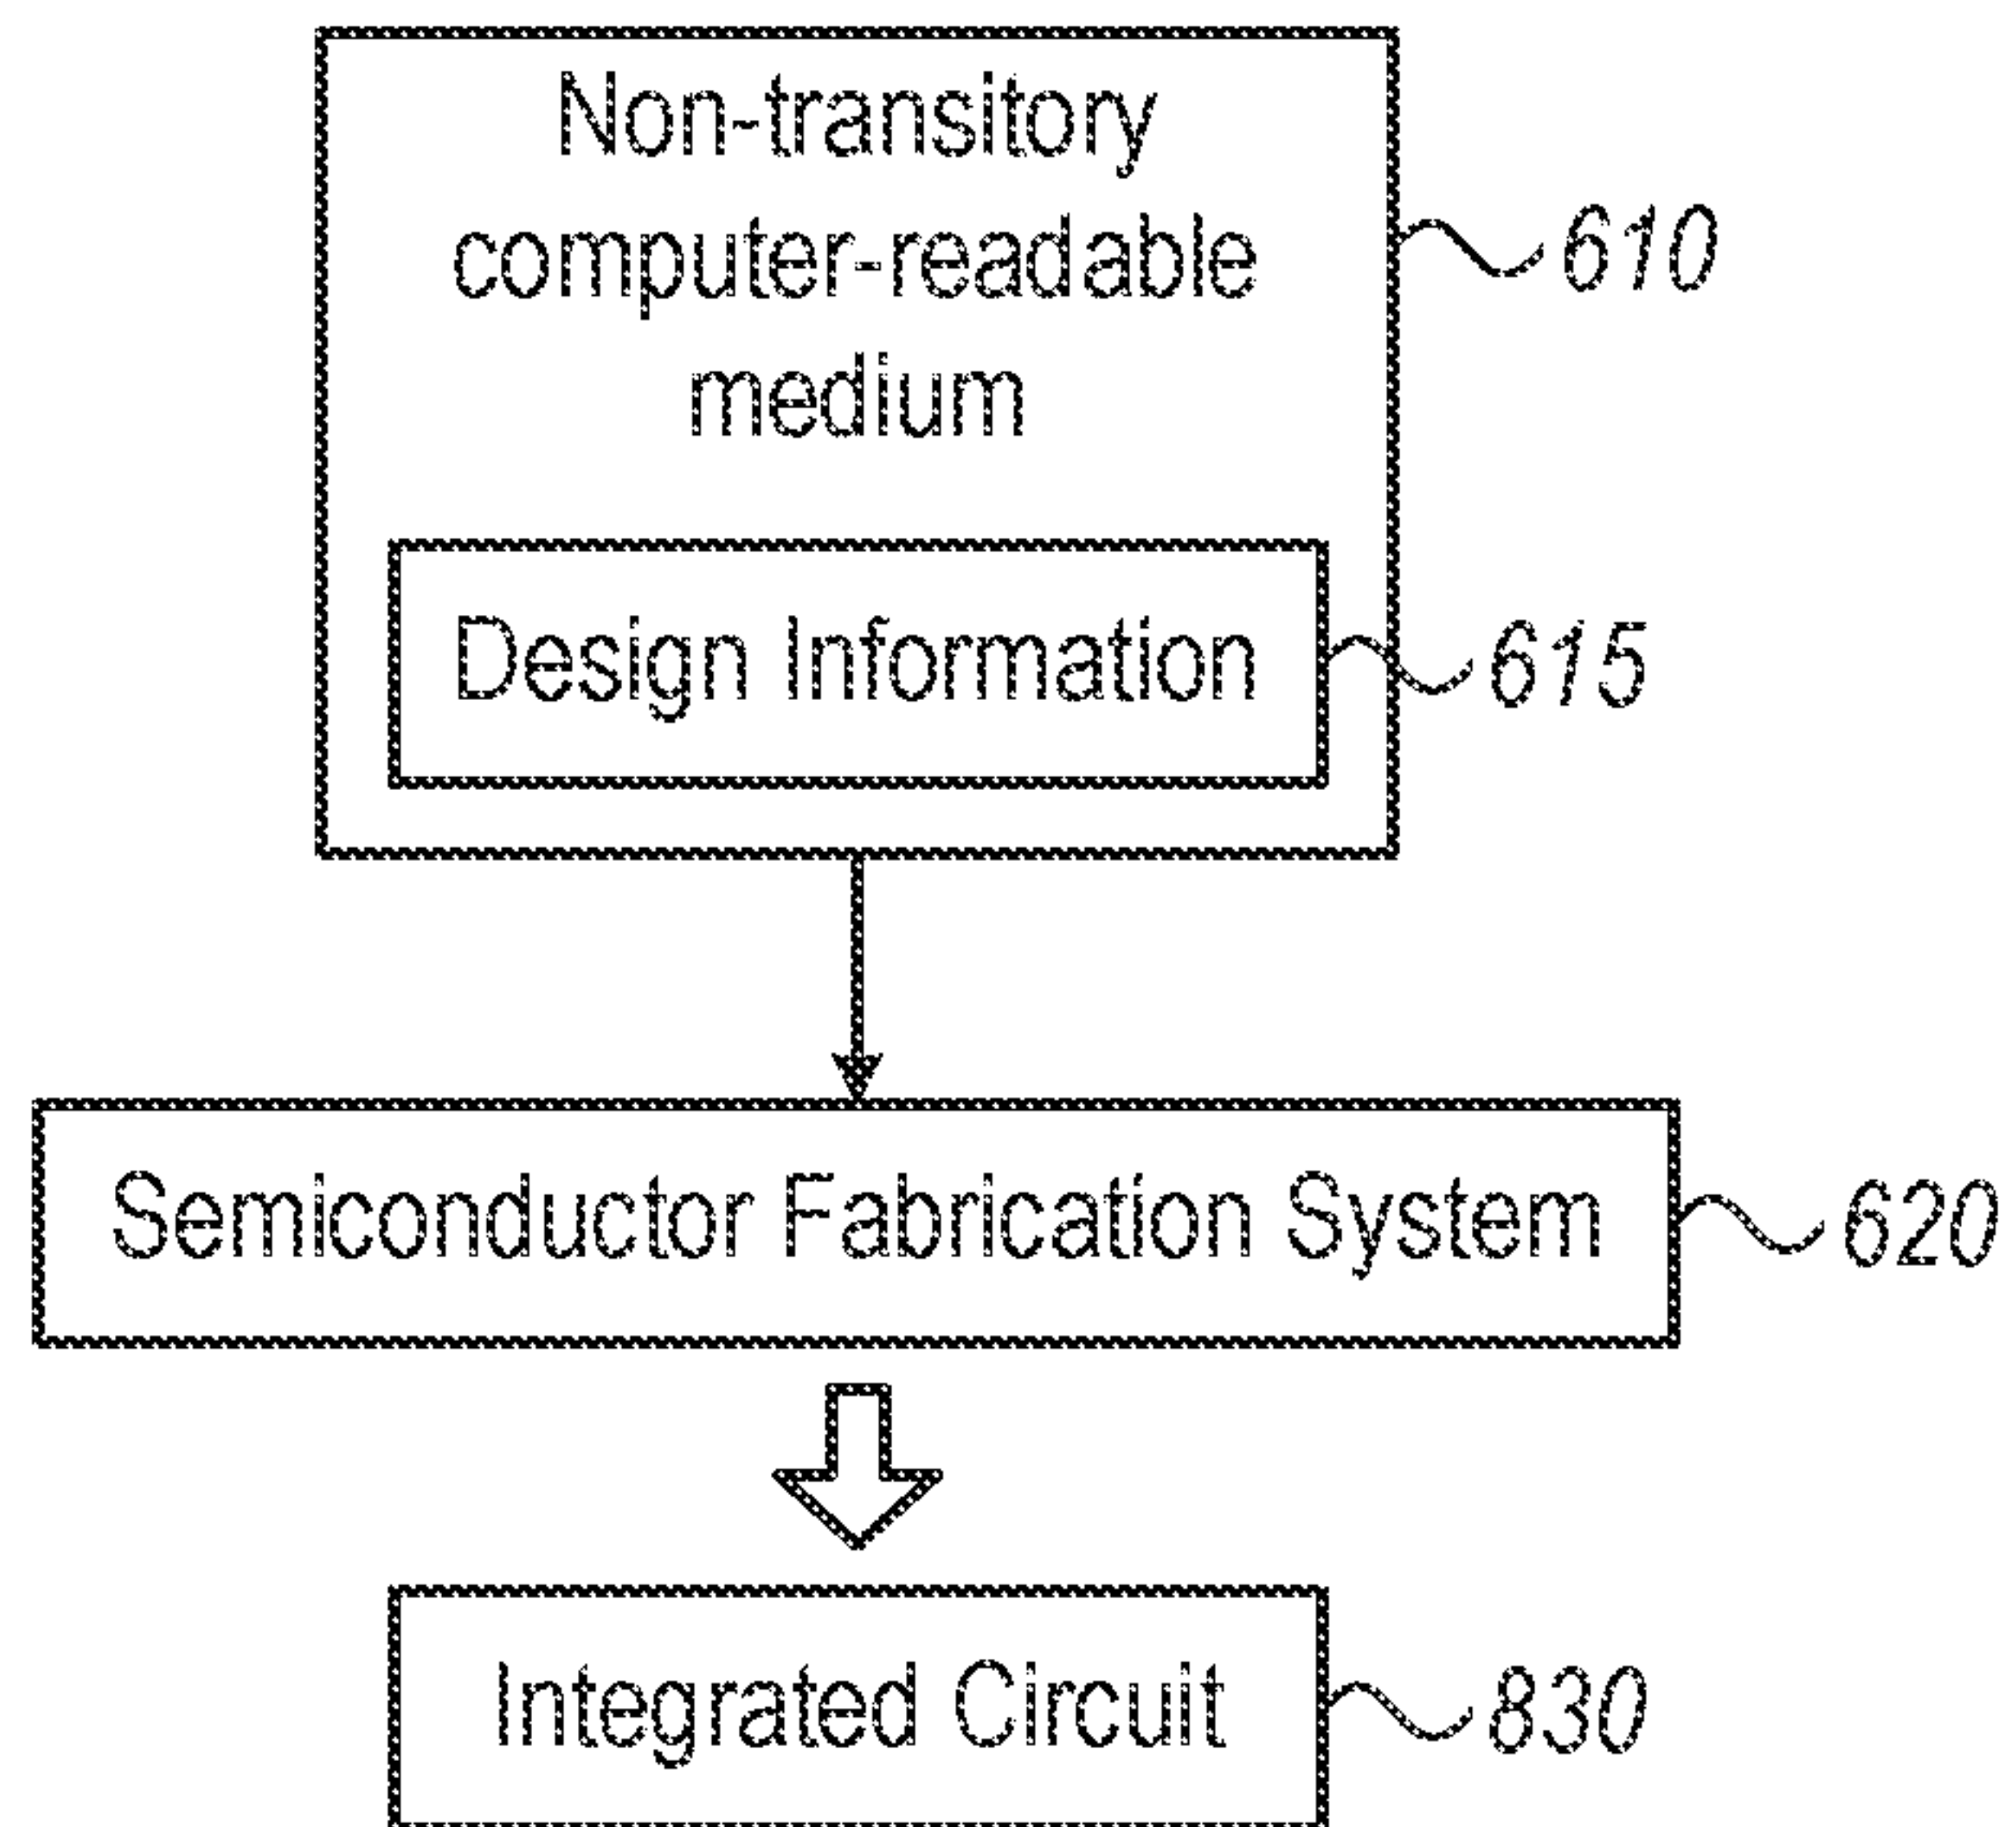 Non-transitory
computer-readable
medium
610
Design Information
615
Semiconductor Fabrication System
620
Integrated Circuit
830